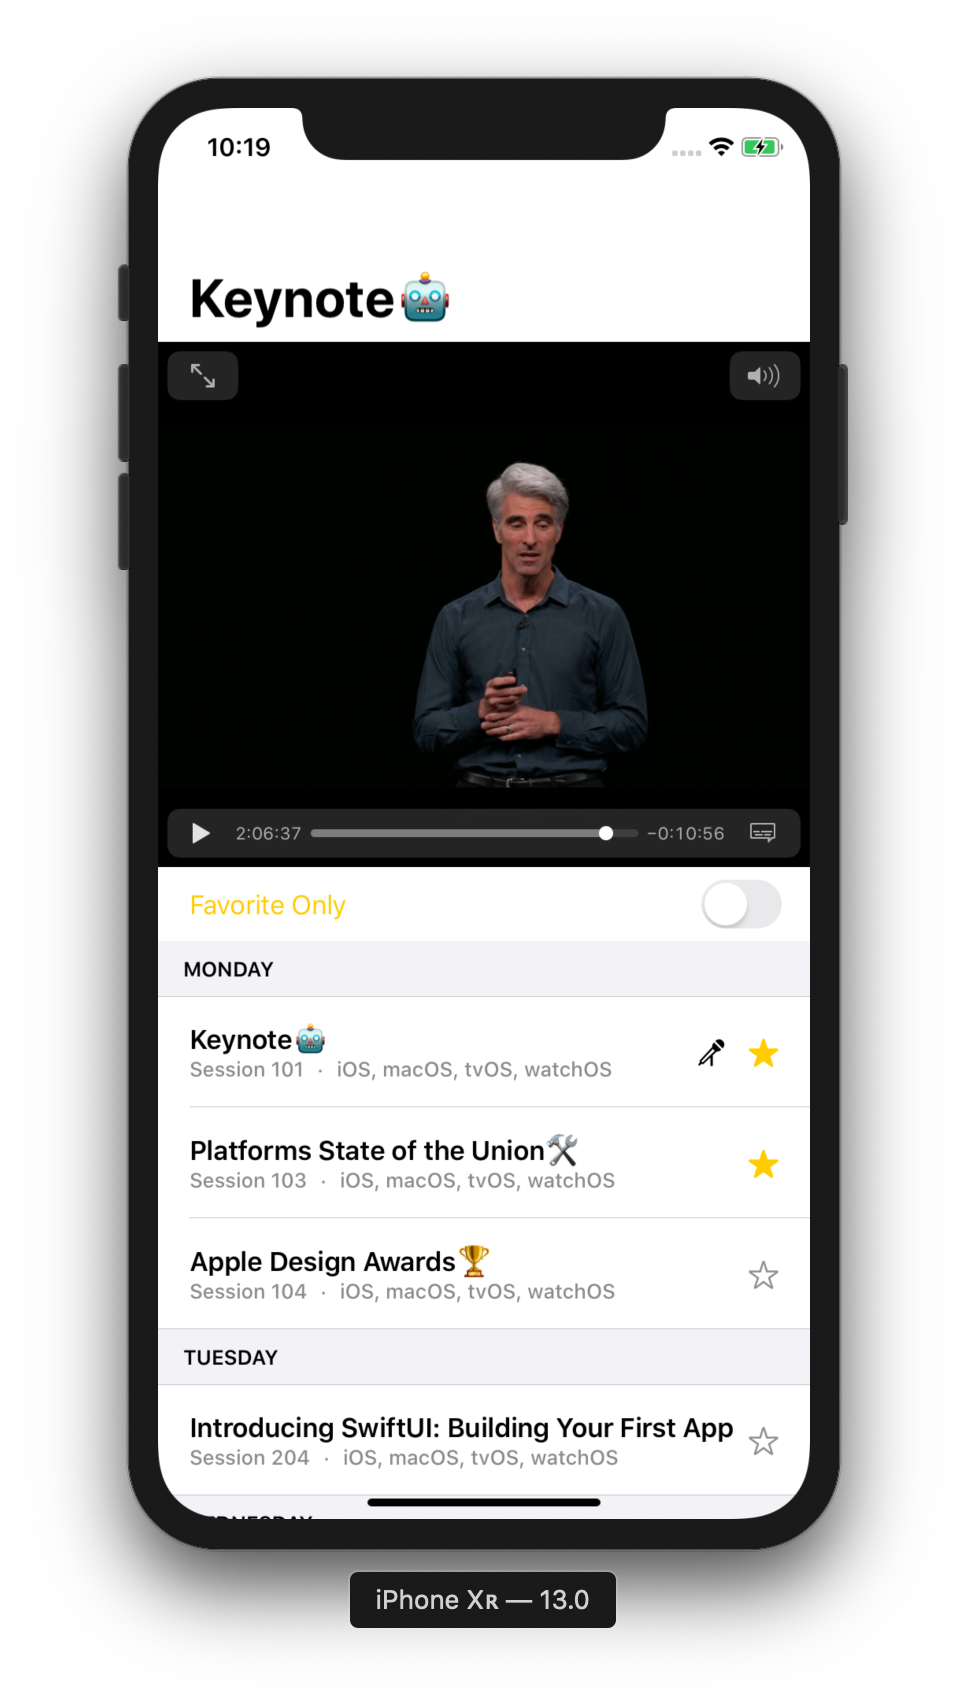 10:19
Keynote🤖
2:06:37
-0:10:56
Favorite Only
MONDAY
Keynote🤖
Session 101 · iOS, macOS, tvOS, watchOS
Platforms State of the Union🛠
Session 103 · iOS, macOS, tvOS, watchOS
Apple Design Awards🏆
Session 104 · iOS, macOS, tvOS, watchOS
TUESDAY
Introducing SwiftUI: Building Your First App
Session 204 · iOS, macOS, tvOS, watchOS
iPhone Xʀ — 13.0